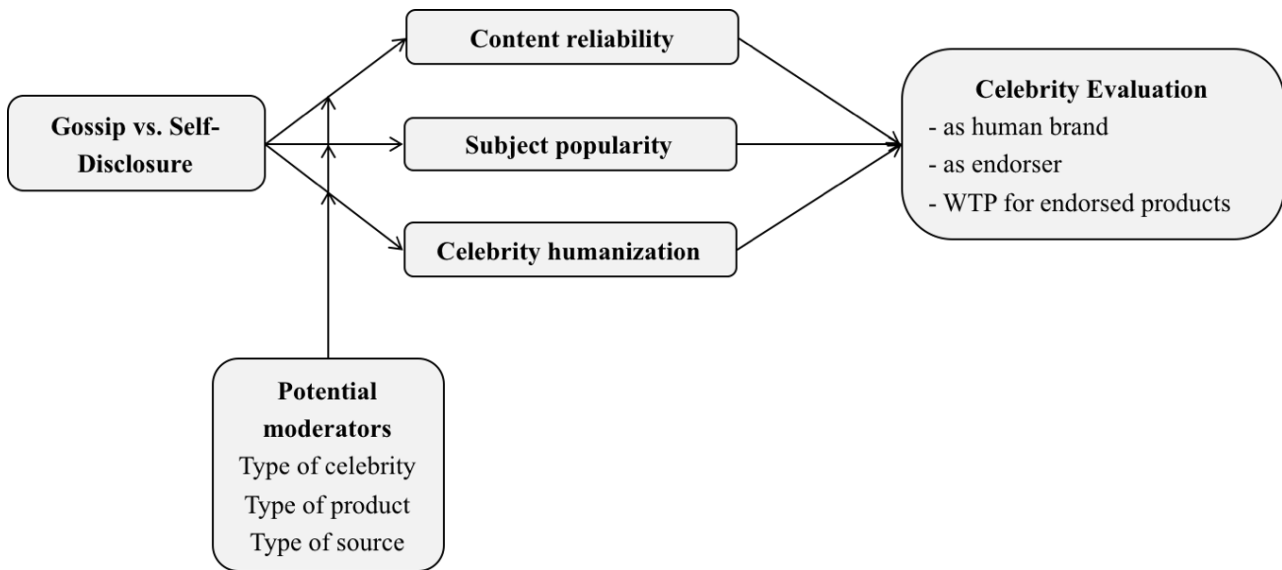 Content reliability
Gossip vs. Self-
Disclosure
Subject popularity
Celebrity humanization
Celebrity Evaluation
- as human brand
- as endorser
- WTP for endorsed products
Potential
moderators
Type of celebrity
Type of product
Type of source